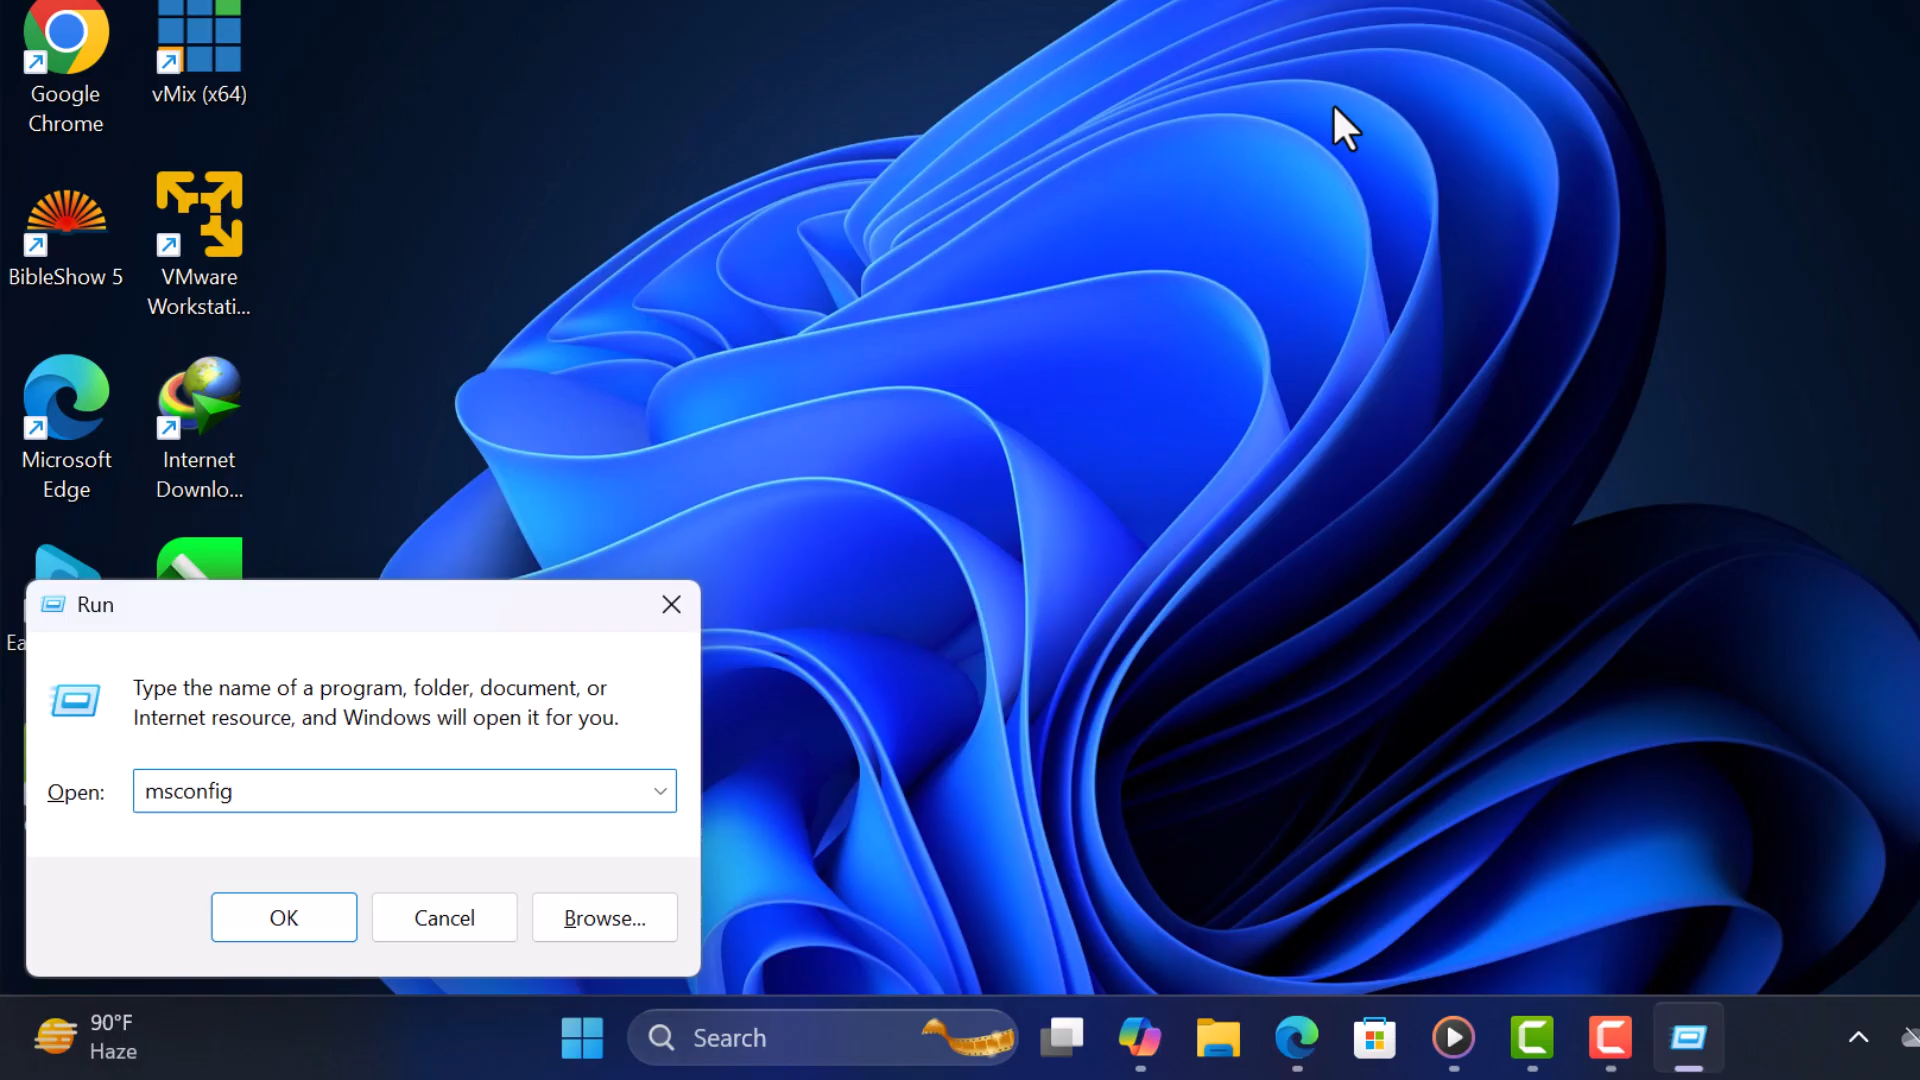 Google
Chrome
vMix (x64)
BibleShow 5
VMware
Workstati...
Microsoft
Edge
Internet
Downlo...
Ea
Run
Type the name of a program, folder, document, or
Internet resource, and Windows will open it for you.
Open:
msconfig
OK
Cancel
Browse...
90°F
Haze
Search